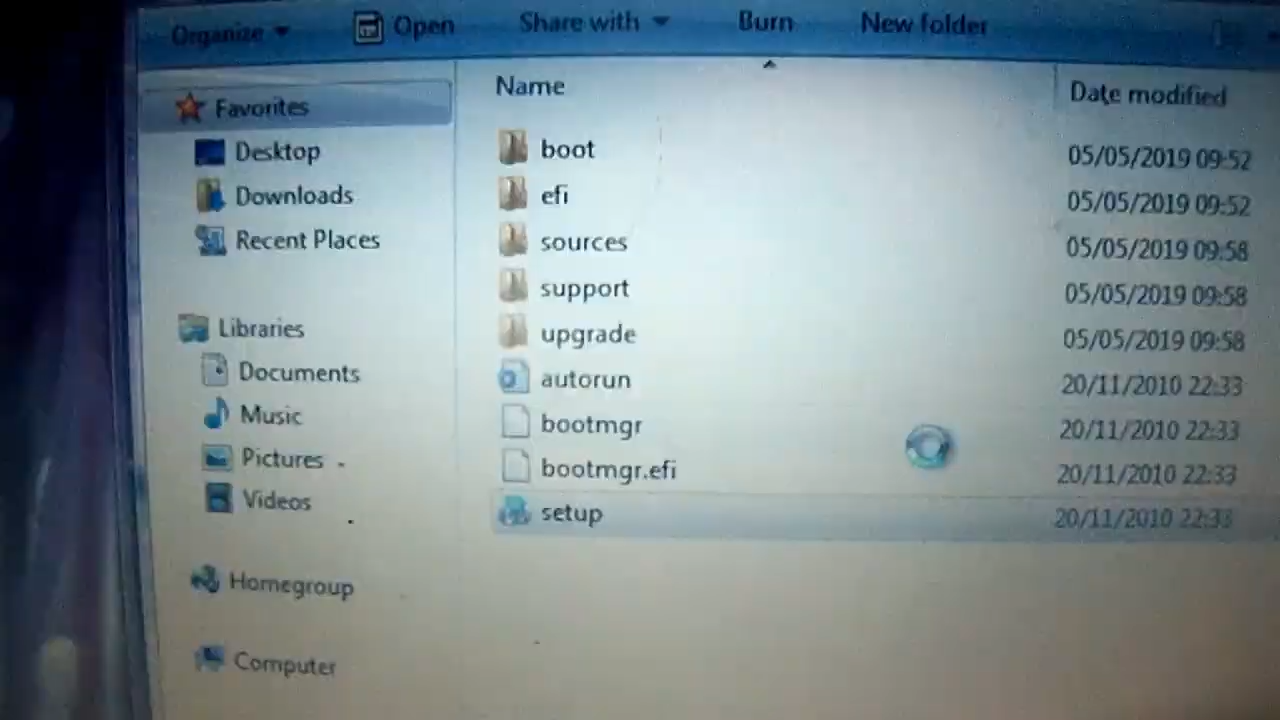 Organize Open Share with Burn New folder
Name Date modified
Favorites
Desktop
Downloads
Recent Places
Libraries
Documents
Music
Pictures
Videos
Homegroup
Computer
boot 05/05/2019 09:52
efi 05/05/2019 09:52
sources 05/05/2019 09:58
support 05/05/2019 09:58
upgrade 05/05/2019 09:58
autorun 20/11/2010 22:33
bootmgr 20/11/2010 22:33
bootmgr.efi 20/11/2010 22:33
setup 20/11/2010 22:33